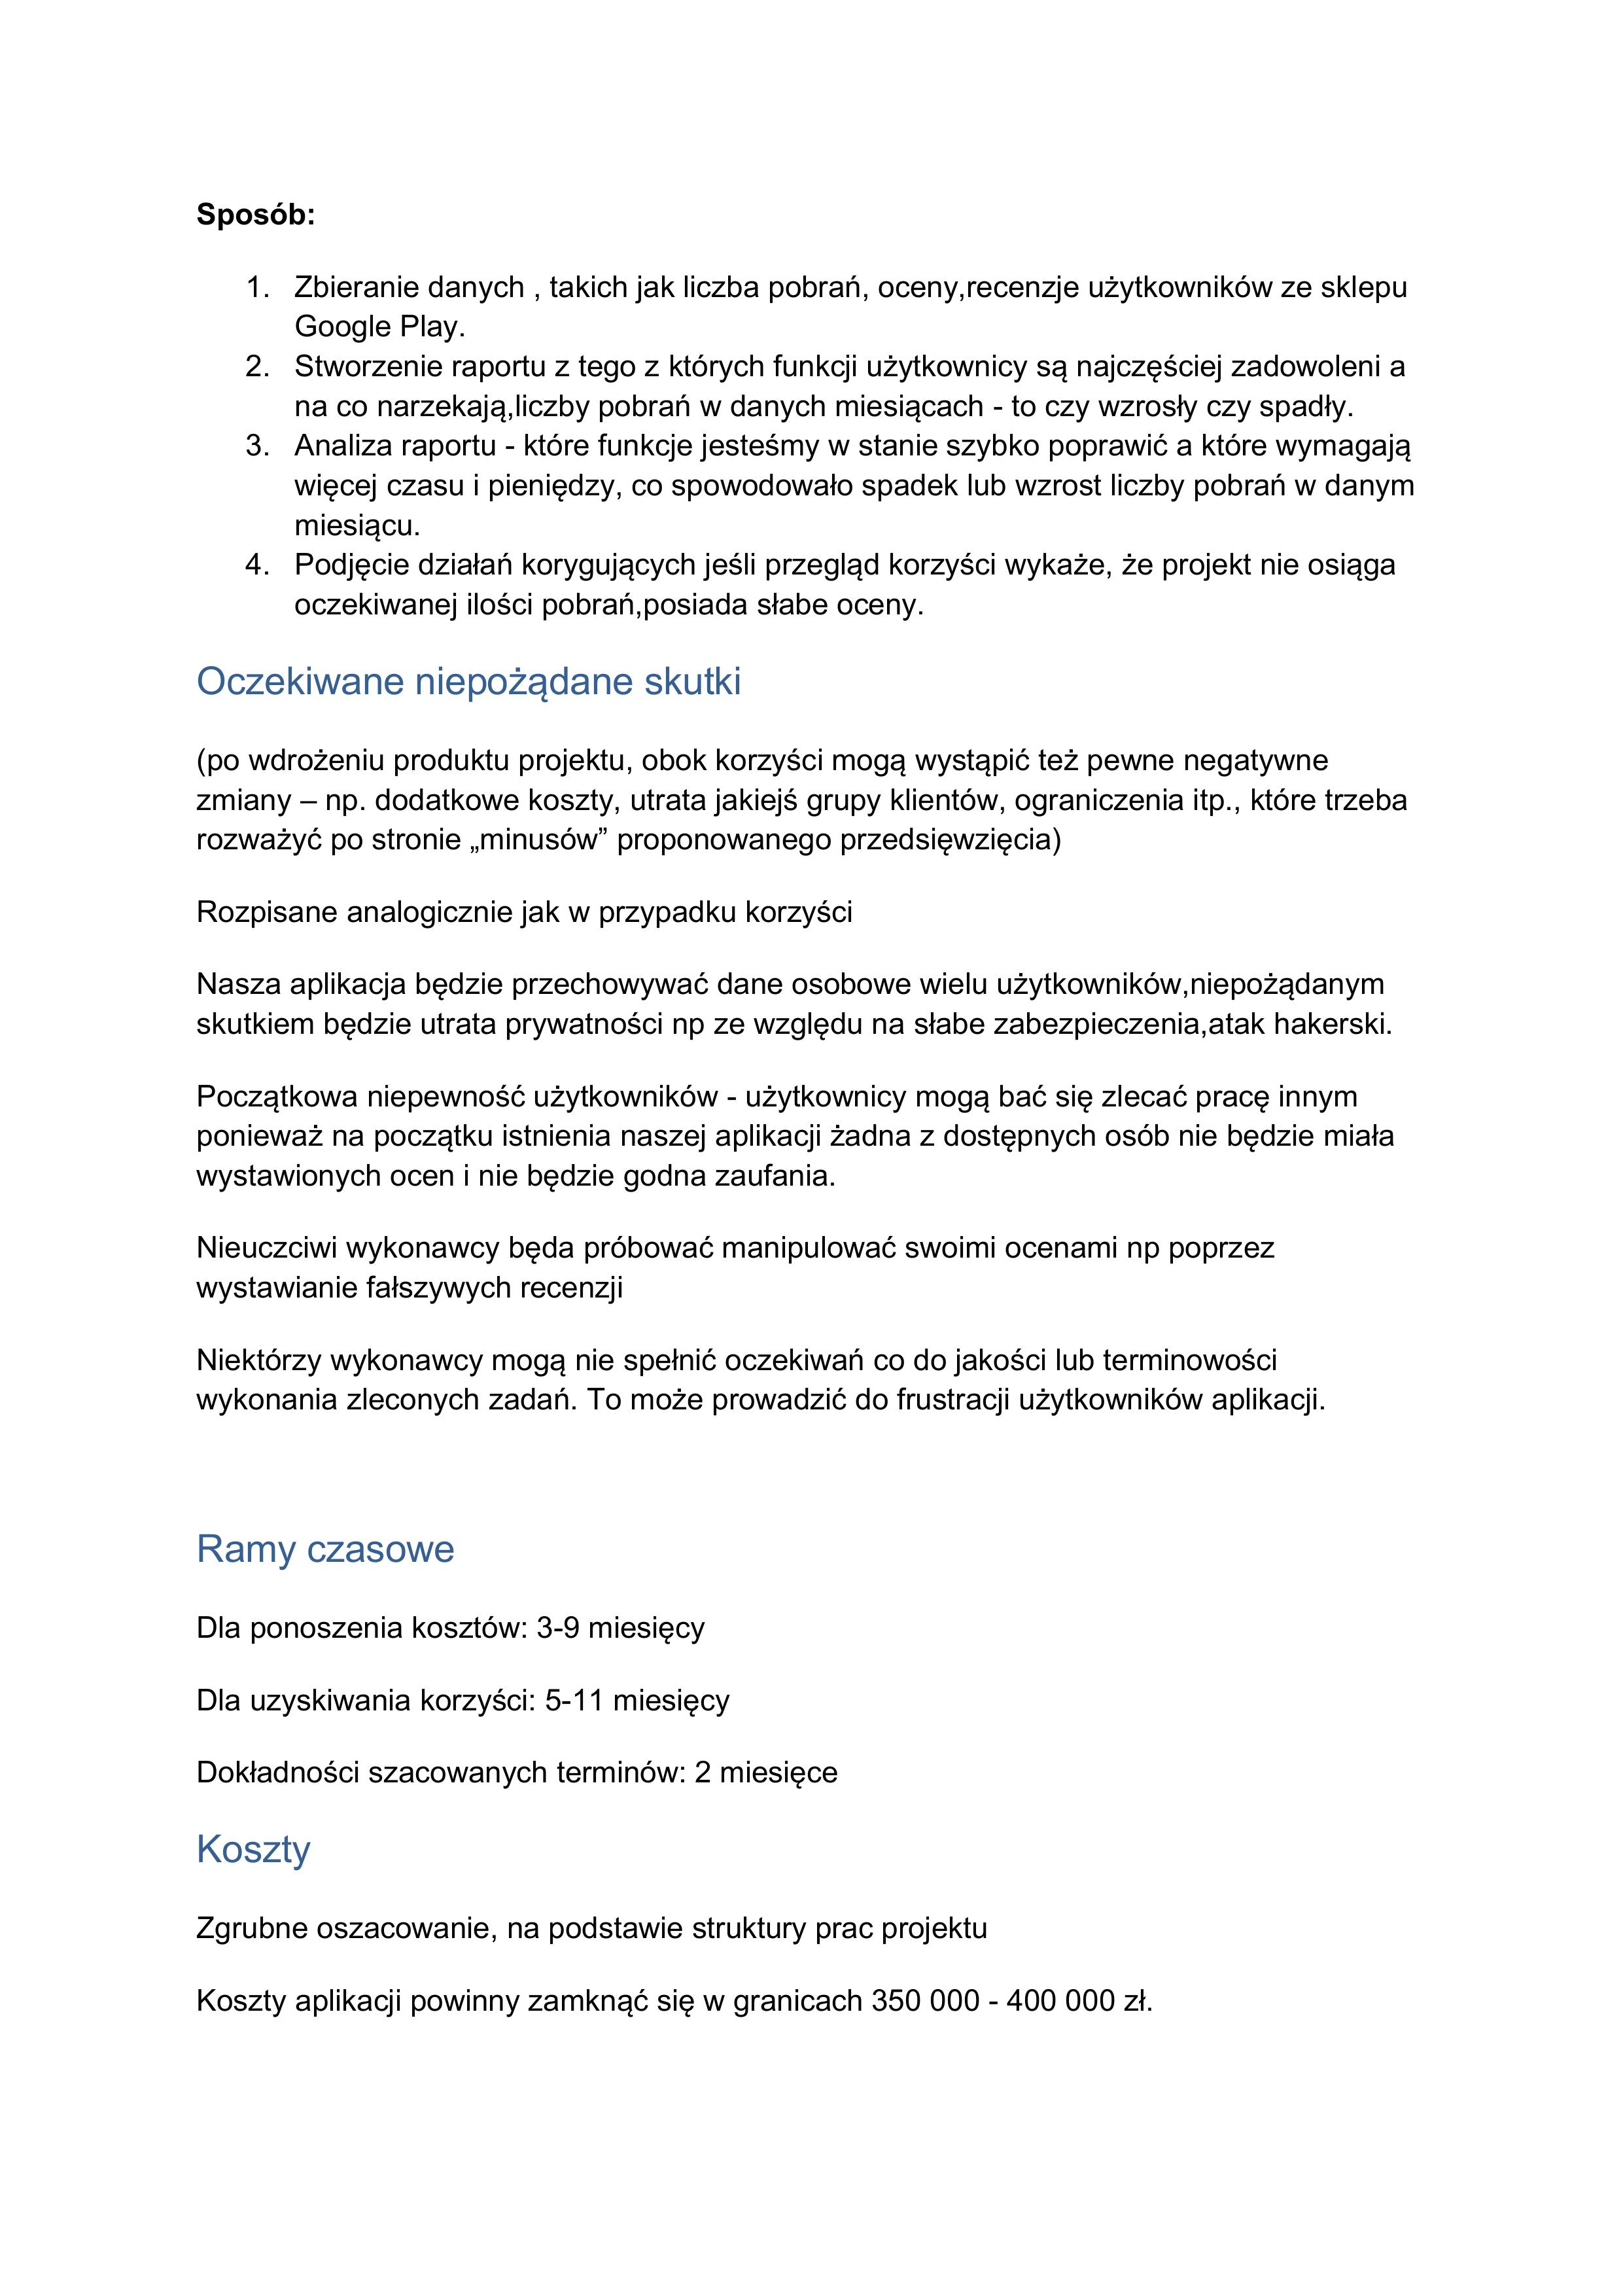 Sposób:
1. Zbieranie danych , takich jak liczba pobrań, oceny,recenzje użytkowników ze sklepu
Google Play.
2. Stworzenie raportu z tego z których funkcji użytkownicy są najczęściej zadowoleni a
na co narzekają,liczby pobrań w danych miesiącach - to czy wzrosły czy spadły.
3. Analiza raportu - które funkcje jesteśmy w stanie szybko poprawić a które wymagają
więcej czasu i pieniędzy, co spowodowało spadek lub wzrost liczby pobrań w danym
miesiącu.
4. Podjęcie działań korygujących jeśli przegląd korzyści wykaże, że projekt nie osiąga
oczekiwanej ilości pobrań,posiada słabe oceny.
Oczekiwane niepożądane skutki
(po wdrożeniu produktu projektu, obok korzyści mogą wystąpić też pewne negatywne
zmiany – np. dodatkowe koszty, utrata jakiejś grupy klientów, ograniczenia itp., które trzeba
rozważyć po stronie „minusów” proponowanego przedsięwzięcia)
Rozpisane analogicznie jak w przypadku korzyści
Nasza aplikacja będzie przechowywać dane osobowe wielu użytkowników,niepożądanym
skutkiem będzie utrata prywatności np ze względu na słabe zabezpieczenia,atak hakerski.
Początkowa niepewność użytkowników - użytkownicy mogą bać się zlecać pracę innym
ponieważ na początku istnienia naszej aplikacji żadna z dostępnych osób nie będzie miała
wystawionych ocen i nie będzie godna zaufania.
Nieuczciwi wykonawcy będa próbować manipulować swoimi ocenami np poprzez
wystawianie fałszywych recenzji
Niektórzy wykonawcy mogą nie spełnić oczekiwań co do jakości lub terminowości
wykonania zleconych zadań. To może prowadzić do frustracji użytkowników aplikacji.
Ramy czasowe
Dla ponoszenia kosztów: 3-9 miesięcy
Dla uzyskiwania korzyści: 5-11 miesięcy
Dokładności szacowanych terminów: 2 miesięce
Koszty
Zgrubne oszacowanie, na podstawie struktury prac projektu
Koszty aplikacji powinny zamknąć się w granicach 350 000 - 400 000 zł.